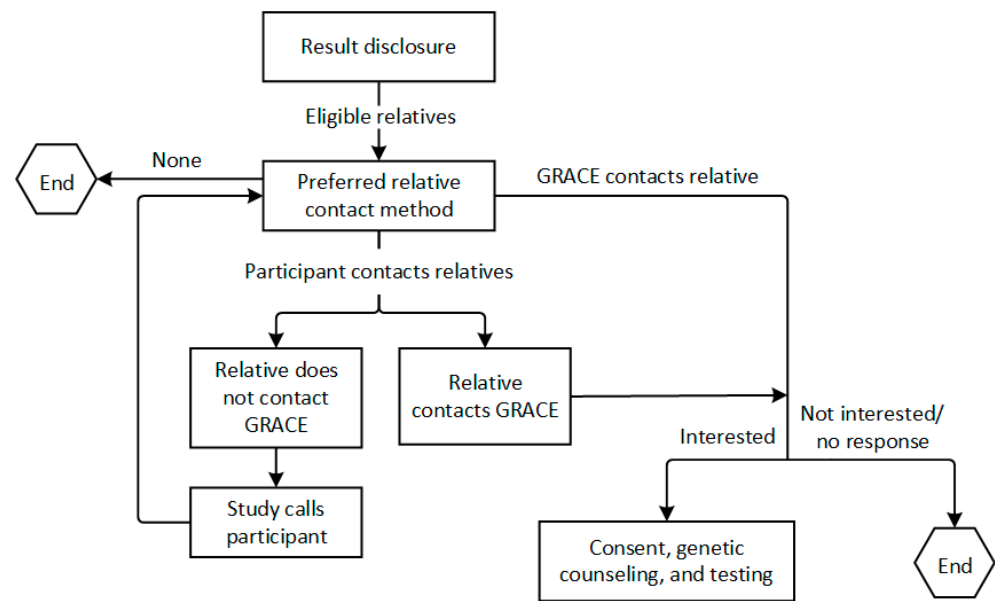 Result disclosure
Eligible relatives
None
End
Preferred relative
contact method
GRACE contacts relative
Participant contacts relatives
Relative does
not contact
GRACE
Relative
contacts GRACE
Interested
Not interested/
no response
Study calls
participant
Consent, genetic
counseling, and testing
End